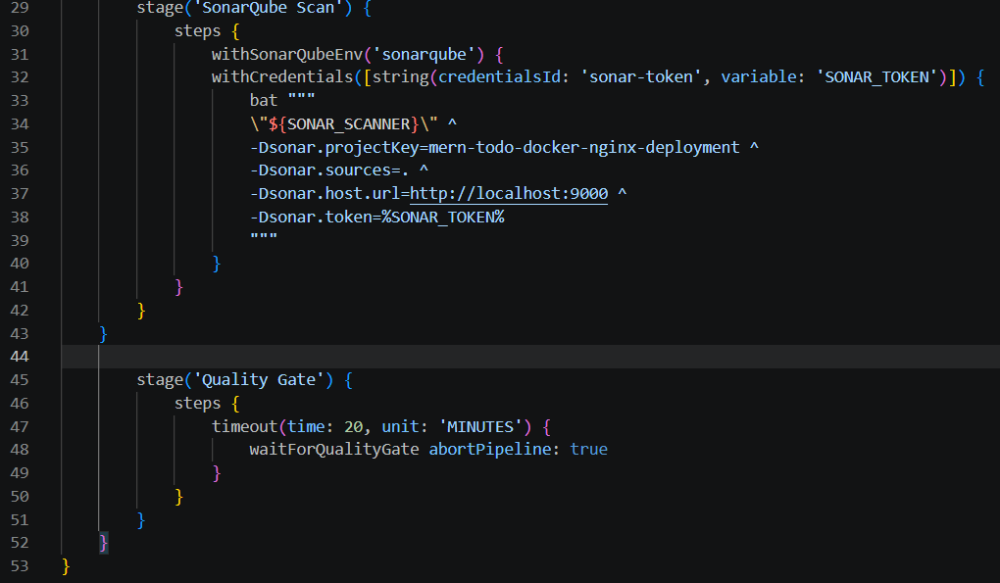 29 stage('SonarQube Scan') {
30 steps {
31 withSonarQubeEnv('sonarqube') {
32 withCredentials([string(credentialsId: 'sonar-token', variable: 'SONAR_TOKEN')]) {
33 bat """
34 \"${SONAR_SCANNER}\" ^
35 -Dsonar.projectKey=mern-todo-docker-nginx-deployment ^
36 -Dsonar.sources=. ^
37 -Dsonar.host.url=http://localhost:9000 ^
38 -Dsonar.token=%SONAR_TOKEN%
39 """
40 }
41 }
42 }
43 }
44
45 stage('Quality Gate') {
46 steps {
47 timeout(time: 20, unit: 'MINUTES') {
48 waitForQualityGate abortPipeline: true
49 }
50 }
51 }
52 }
53 }